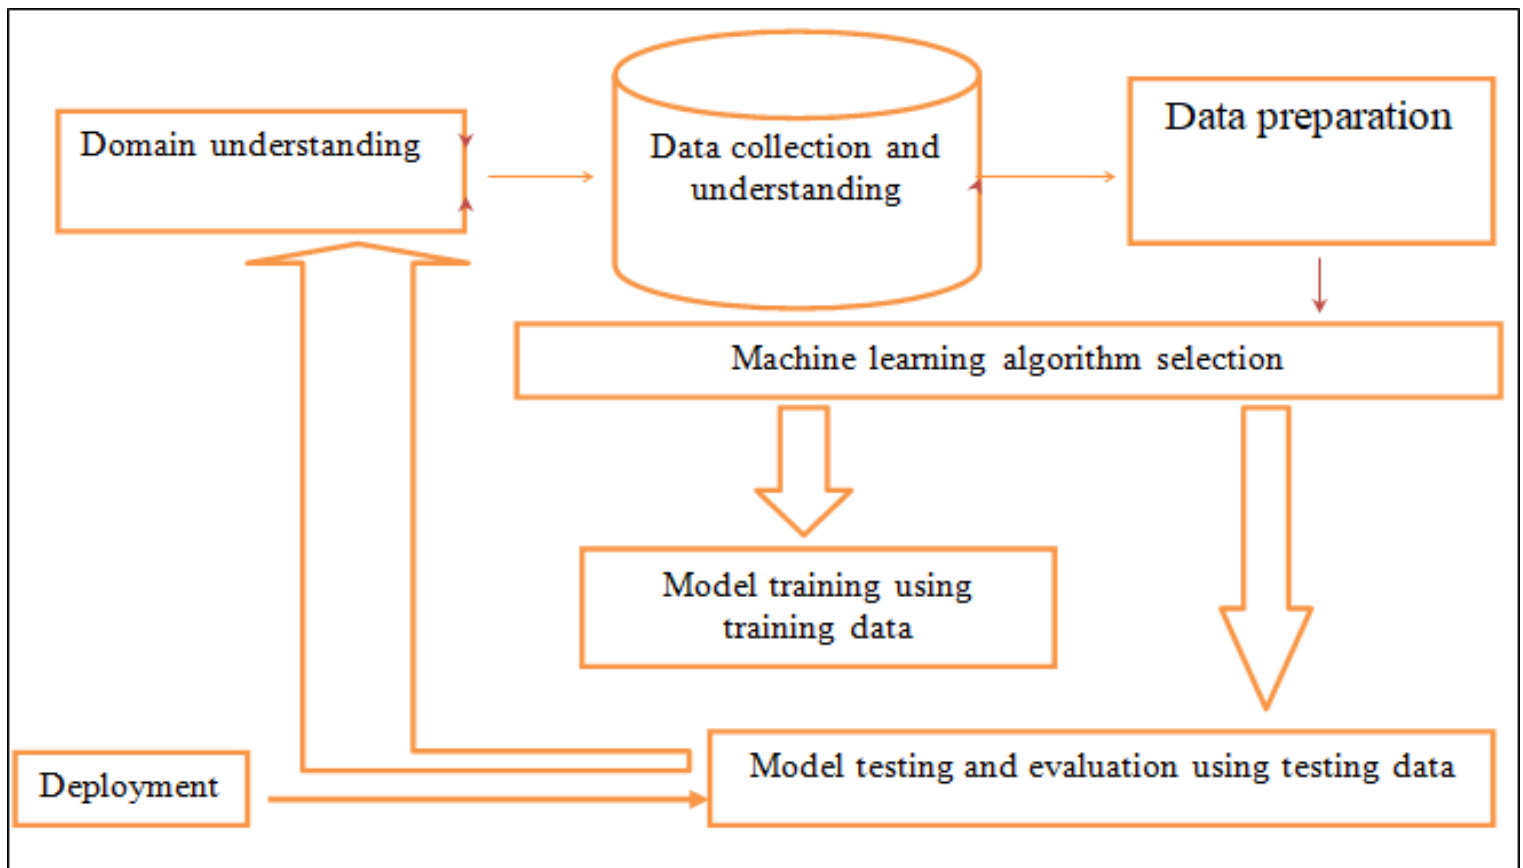 Domain understanding
Data collection and
understanding
Data preparation
Machine learning algorithm selection
Model training using
training data
Model testing and evaluation using testing data
Deployment